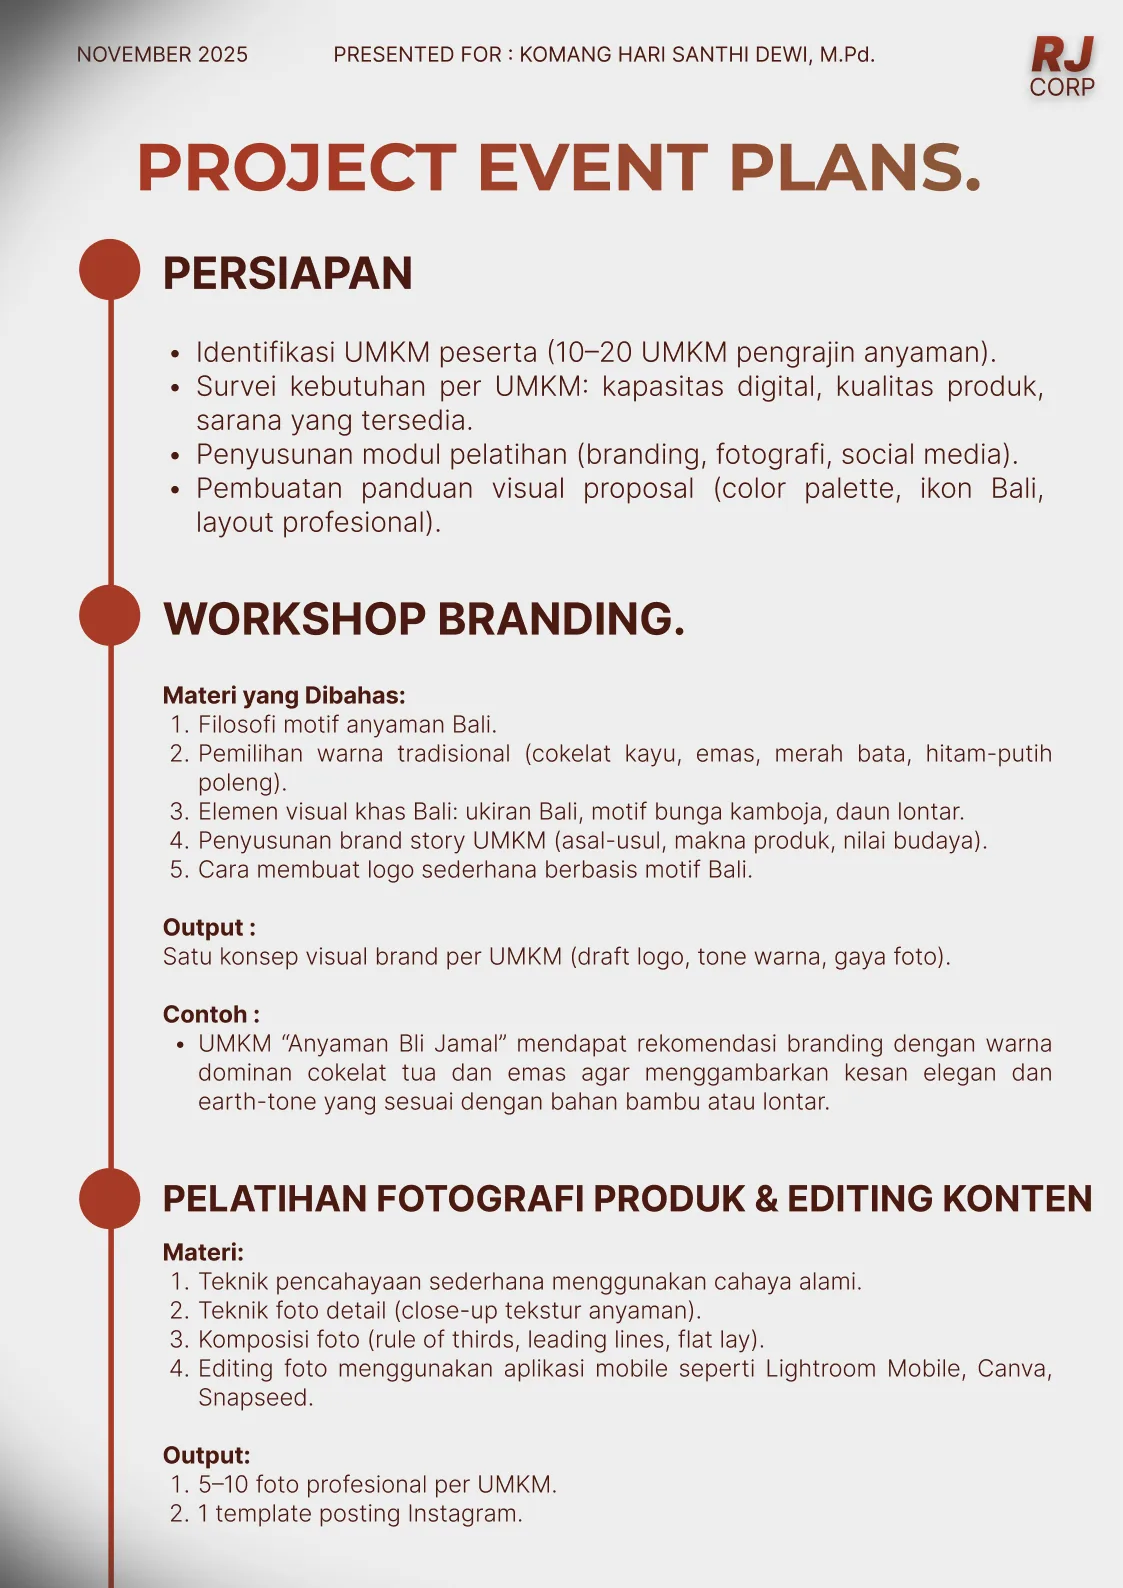 NOVEMBER 2025 PRESENTED FOR : KOMANG HARI SANTHI DEWI, M.Pd.
RJ
CORP
PROJECT EVENT PLANS.
PERSIAPAN
• Identifikasi UMKM peserta (10–20 UMKM pengrajin anyaman).
• Survei kebutuhan per UMKM: kapasitas digital, kualitas produk,
sarana yang tersedia.
• Penyusunan modul pelatihan (branding, fotografi, social media).
• Pembuatan panduan visual proposal (color palette, ikon Bali,
layout profesional).
WORKSHOP BRANDING.
Materi yang Dibahas:
1. Filosofi motif anyaman Bali.
2. Pemilihan warna tradisional (cokelat kayu, emas, merah bata, hitam-putih
poleng).
3. Elemen visual khas Bali: ukiran Bali, motif bunga kamboja, daun lontar.
4. Penyusunan brand story UMKM (asal-usul, makna produk, nilai budaya).
5. Cara membuat logo sederhana berbasis motif Bali.
Output :
Satu konsep visual brand per UMKM (draft logo, tone warna, gaya foto).
Contoh :
• UMKM “Anyaman Bli Jamal” mendapat rekomendasi branding dengan warna
dominan cokelat tua dan emas agar menggambarkan kesan elegan dan
earth-tone yang sesuai dengan bahan bambu atau lontar.
PELATIHAN FOTOGRAFI PRODUK & EDITING KONTEN
Materi:
1. Teknik pencahayaan sederhana menggunakan cahaya alami.
2. Teknik foto detail (close-up tekstur anyaman).
3. Komposisi foto (rule of thirds, leading lines, flat lay).
4. Editing foto menggunakan aplikasi mobile seperti Lightroom Mobile, Canva,
Snapseed.
Output:
1. 5–10 foto profesional per UMKM.
2. 1 template posting Instagram.